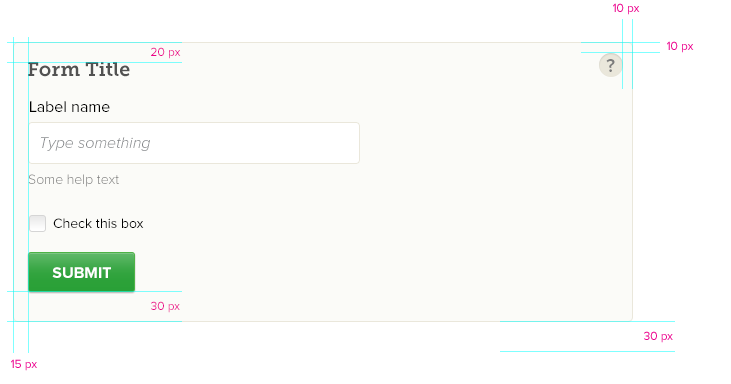 10 px
20 px
10 px
Form Title
?
Label name
Type something
Some help text
Check this box
SUBMIT
30 px
30 px
15 px